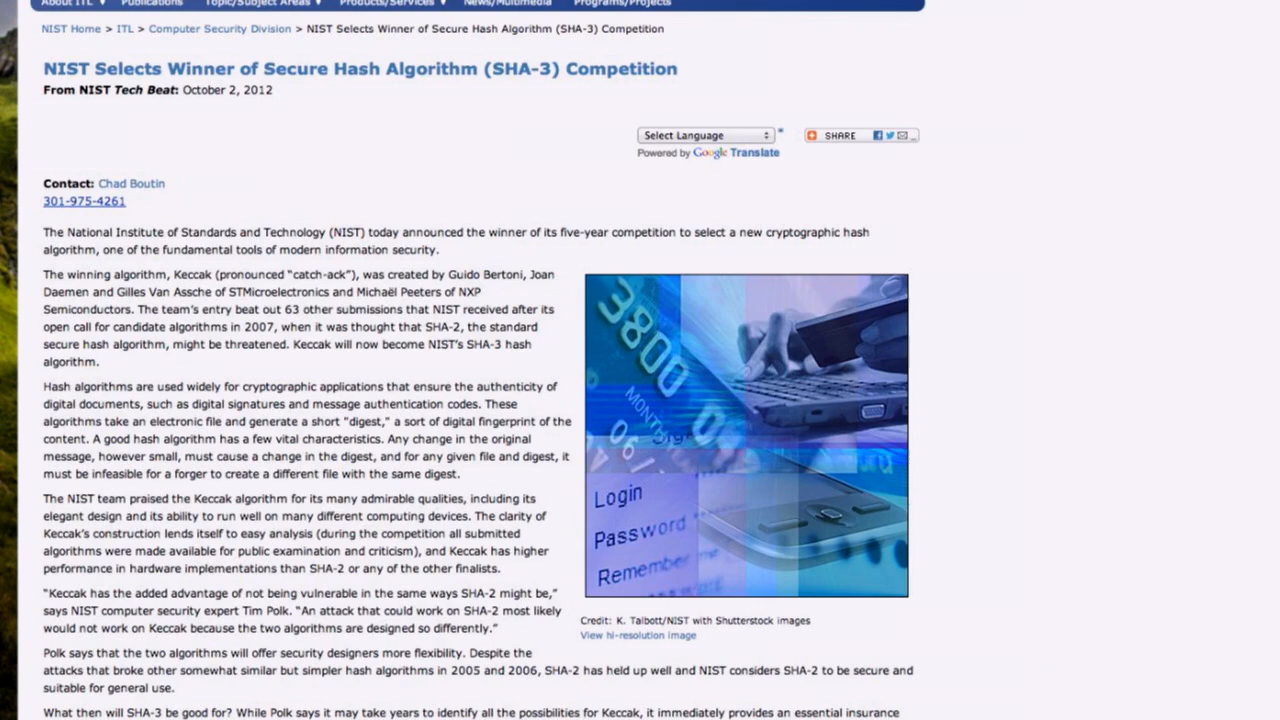 About ITL ▼ Publications Topic/Subject Areas ▼ Products/Services ▼ News/Multimedia Programs/Projects
NIST Home > ITL > Computer Security Division > NIST Selects Winner of Secure Hash Algorithm (SHA-3) Competition
NIST Selects Winner of Secure Hash Algorithm (SHA-3) Competition
From NIST Tech Beat: October 2, 2012
Select Language
SHARE
Powered by Google Translate
Contact: Chad Boutin
301-975-4261
The National Institute of Standards and Technology (NIST) today announced the winner of its five-year competition to select a new cryptographic hash
algorithm, one of the fundamental tools of modern information security.
The winning algorithm, Keccak (pronounced “catch-ack”), was created by Guido Bertoni, Joan
Daemen and Gilles Van Assche of STMicroelectronics and Michaël Peeters of NXP
Semiconductors. The team’s entry beat out 63 other submissions that NIST received after its
open call for candidate algorithms in 2007, when it was thought that SHA-2, the standard
secure hash algorithm, might be threatened. Keccak will now become NIST’s SHA-3 hash
algorithm.
Hash algorithms are used widely for cryptographic applications that ensure the authenticity of
digital documents, such as digital signatures and message authentication codes. These
algorithms take an electronic file and generate a short "digest," a sort of digital fingerprint of the
content. A good hash algorithm has a few vital characteristics. Any change in the original
message, however small, must cause a change in the digest, and for any given file and digest, it
must be infeasible for a forger to create a different file with the same digest.
The NIST team praised the Keccak algorithm for its many admirable qualities, including its
elegant design and its ability to run well on many different computing devices. The clarity of
Keccak’s construction lends itself to easy analysis (during the competition all submitted
algorithms were made available for public examination and criticism), and Keccak has higher
performance in hardware implementations than SHA-2 or any of the other finalists.
“Keccak has the added advantage of not being vulnerable in the same ways SHA-2 might be,”
says NIST computer security expert Tim Polk. “An attack that could work on SHA-2 most likely
would not work on Keccak because the two algorithms are designed so differently.”
Polk says that the two algorithms will offer security designers more flexibility. Despite the
attacks that broke other somewhat similar but simpler hash algorithms in 2005 and 2006, SHA-2 has held up well and NIST considers SHA-2 to be secure and
suitable for general use.
What then will SHA-3 be good for? While Polk says it may take years to identify all the possibilities for Keccak, it immediately provides an essential insurance
3800
MONTH
06/
Login
Password
Remember
Credit: K. Talbott/NIST with Shutterstock images
View hi-resolution image